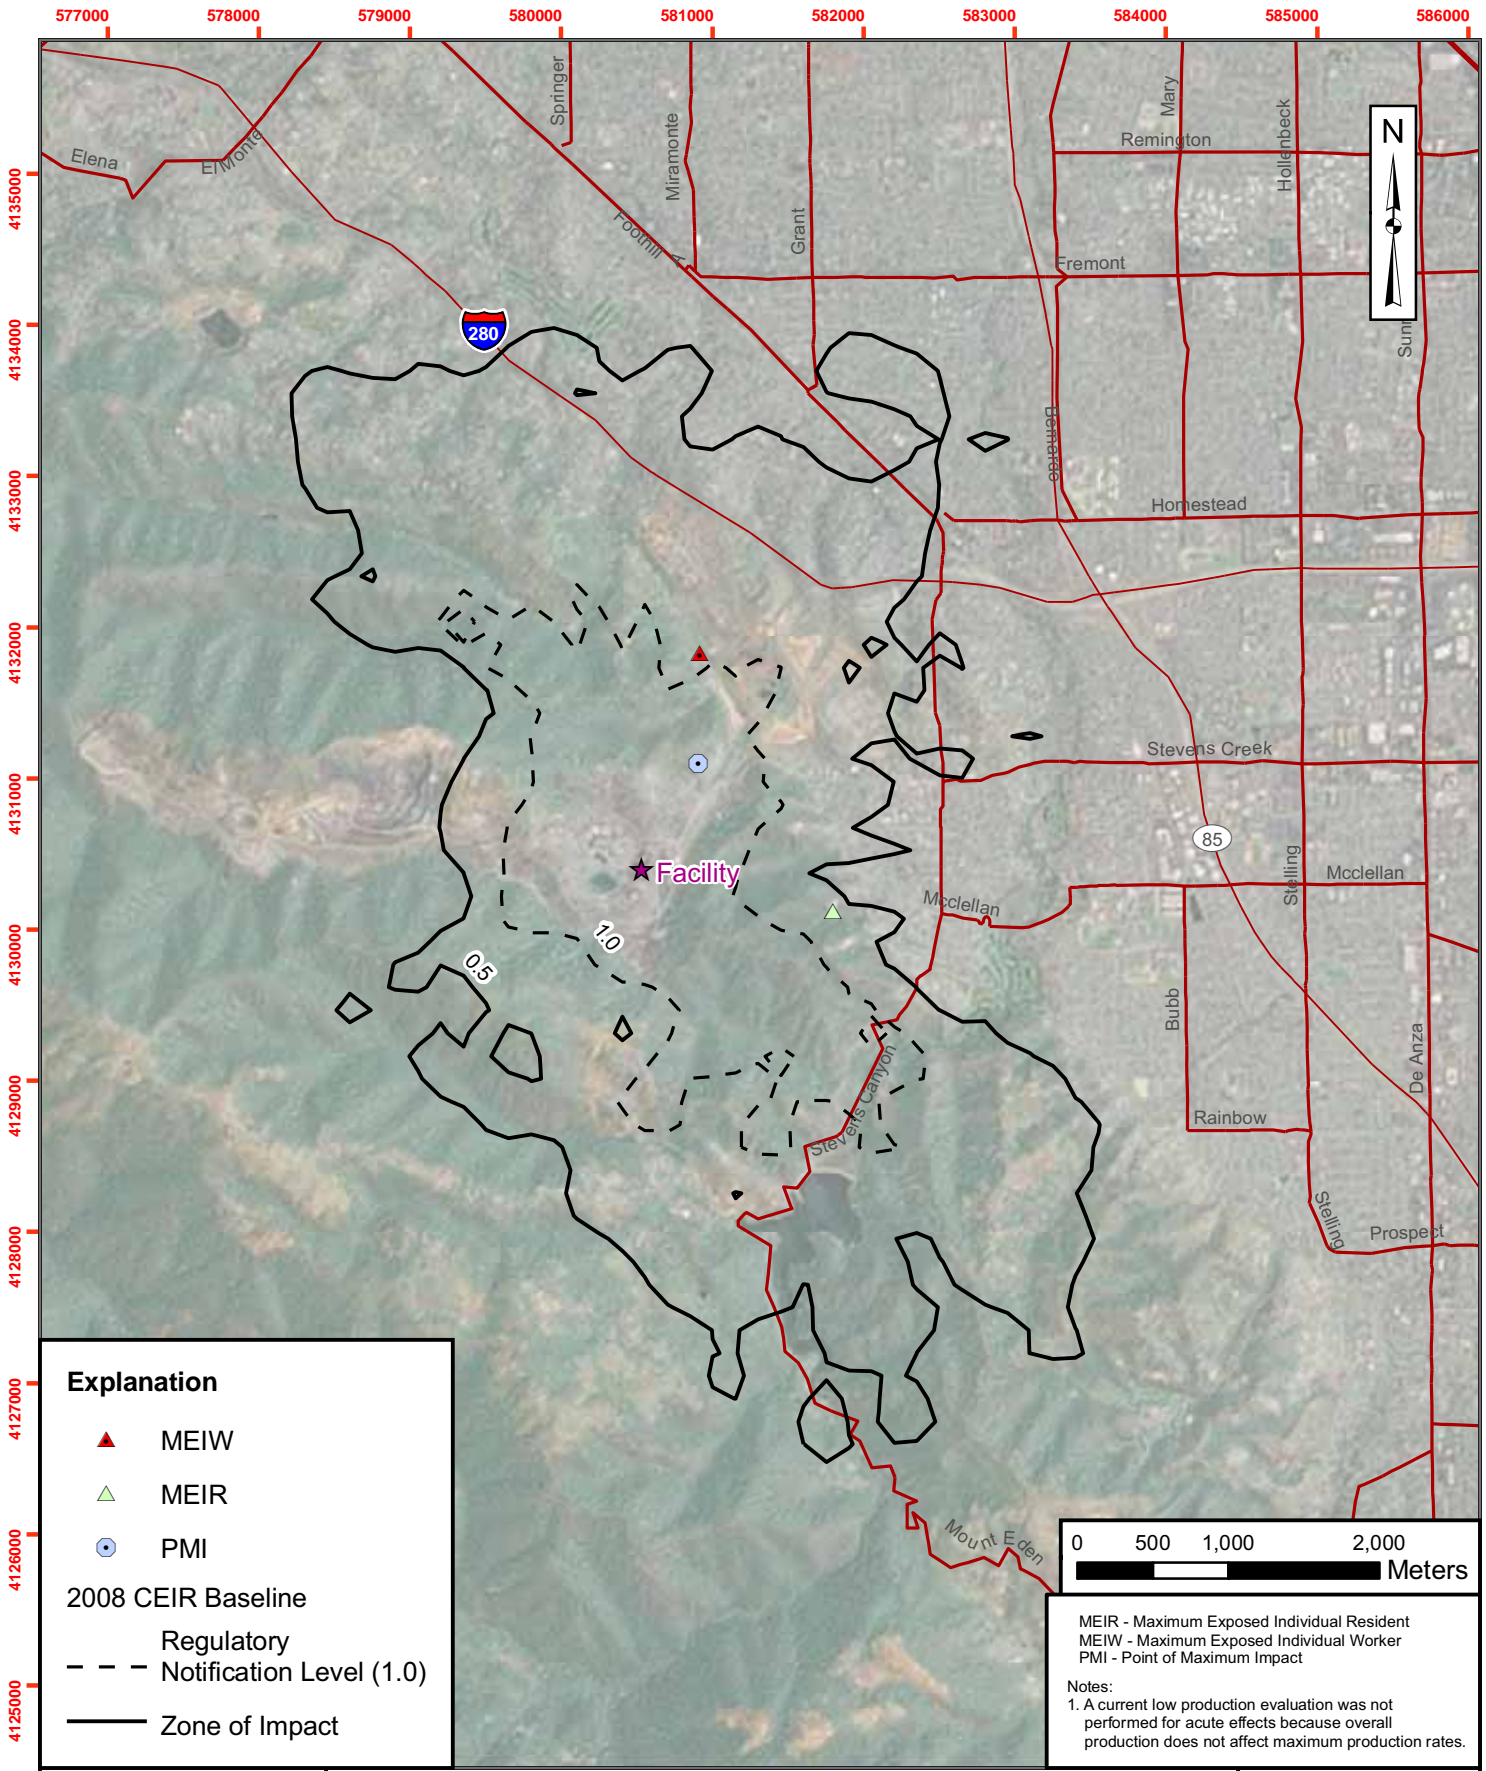 577000 578000 579000 580000 581000 582000 583000 584000 585000 586000
4135000
4134000
4133000
4132000
4131000
4130000
4129000
4128000
4127000
4126000
4125000
Springer
Miramonte
Grant
Mary
Hollenbeck
Remington
Elena
El Monte
Foothill
A
Fremont
N
280
Sunn
Bernardo
Homestead
Stevens Creek
85
Facility
Mcclellan
Stelling
Mcclellan
1.0
0.5
Bubb
De Anza
Stevens Canyon
Rainbow
Stelling
Prospect
Mount Eden
Explanation
MEIW
MEIR
PMI
2008 CEIR Baseline
Regulatory
Notification Level (1.0)
Zone of Impact
0 500 1,000 2,000
Meters
MEIR - Maximum Exposed Individual Resident
MEIW - Maximum Exposed Individual Worker
PMI - Point of Maximum Impact
Notes:
1. A current low production evaluation was not
performed for acute effects because overall
production does not affect maximum production rates.